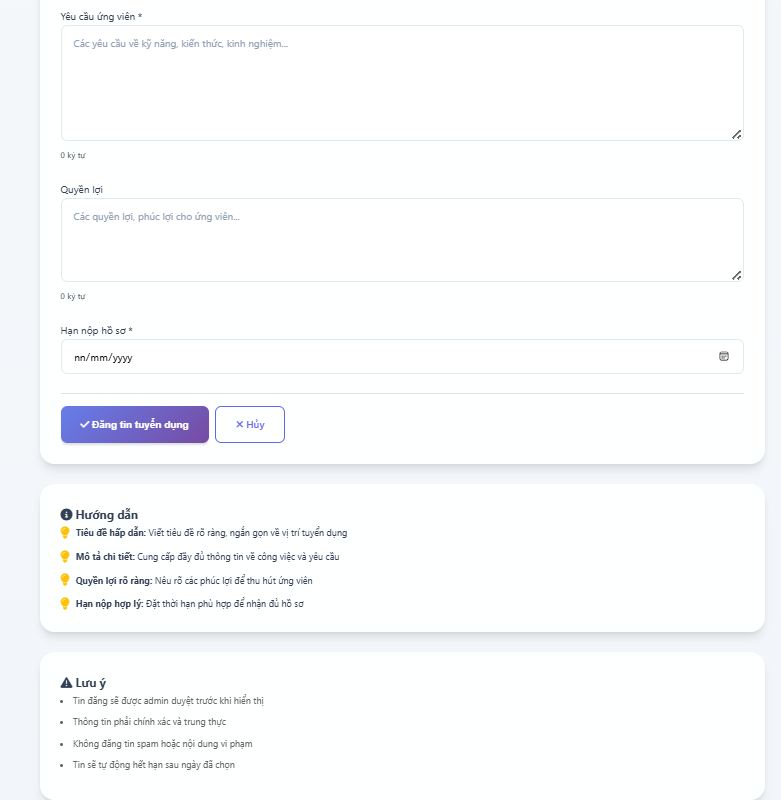 Yêu cầu ứng viên *
Các yêu cầu về kỹ năng, kiến thức, kinh nghiệm...
0 ký tự
Quyền lợi
Các quyền lợi, phúc lợi cho ứng viên...
0 ký tự
Hạn nộp hồ sơ *
nn/mm/yyyy
Đăng tin tuyển dụng
Hủy
Hướng dẫn
Tiêu đề hấp dẫn: Viết tiêu đề rõ ràng, ngắn gọn về vị trí tuyển dụng
Mô tả chi tiết: Cung cấp đầy đủ thông tin về công việc và yêu cầu
Quyền lợi rõ ràng: Nêu rõ các phúc lợi để thu hút ứng viên
Hạn nộp hợp lý: Đặt thời hạn phù hợp để nhận đủ hồ sơ
Lưu ý
Tin đăng sẽ được admin duyệt trước khi hiển thị
Thông tin phải chính xác và trung thực
Không đăng tin spam hoặc nội dung vi phạm
Tin sẽ tự động hết hạn sau ngày đã chọn